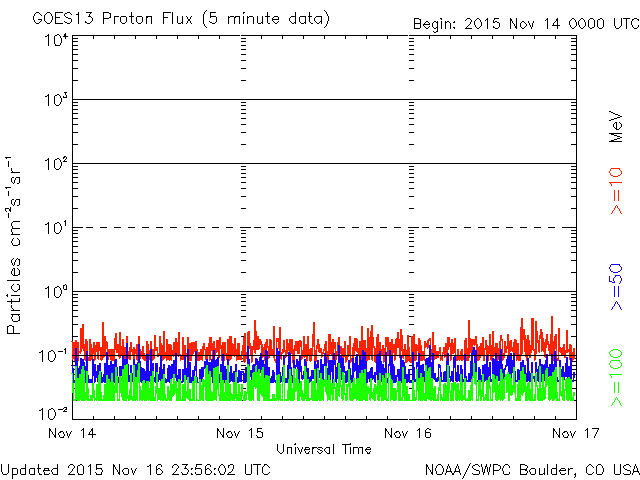 GOES13 Proton Flux (5 minute data)
Begin: 2015 Nov 14 0000 UTC
10⁴
10³
10²
10¹
10⁰
10⁻¹
10⁻²
Particles cm⁻²s⁻¹sr⁻¹
MeV
>=10
>=50
>=100
Nov 14
Nov 15
Nov 16
Nov 17
Universal Time
Updated 2015 Nov 16 23:56:02 UTC
NOAA/SWPC Boulder, CO USA